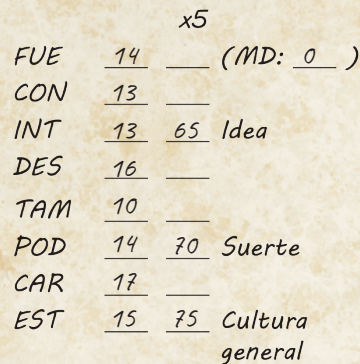 x5
FUE 14 (MD: 0 )
CON 13
INT 13 65 Idea
DES 16
TAM 10
POD 14 70 Suerte
CAR 17
EST 15 75 Cultura
general